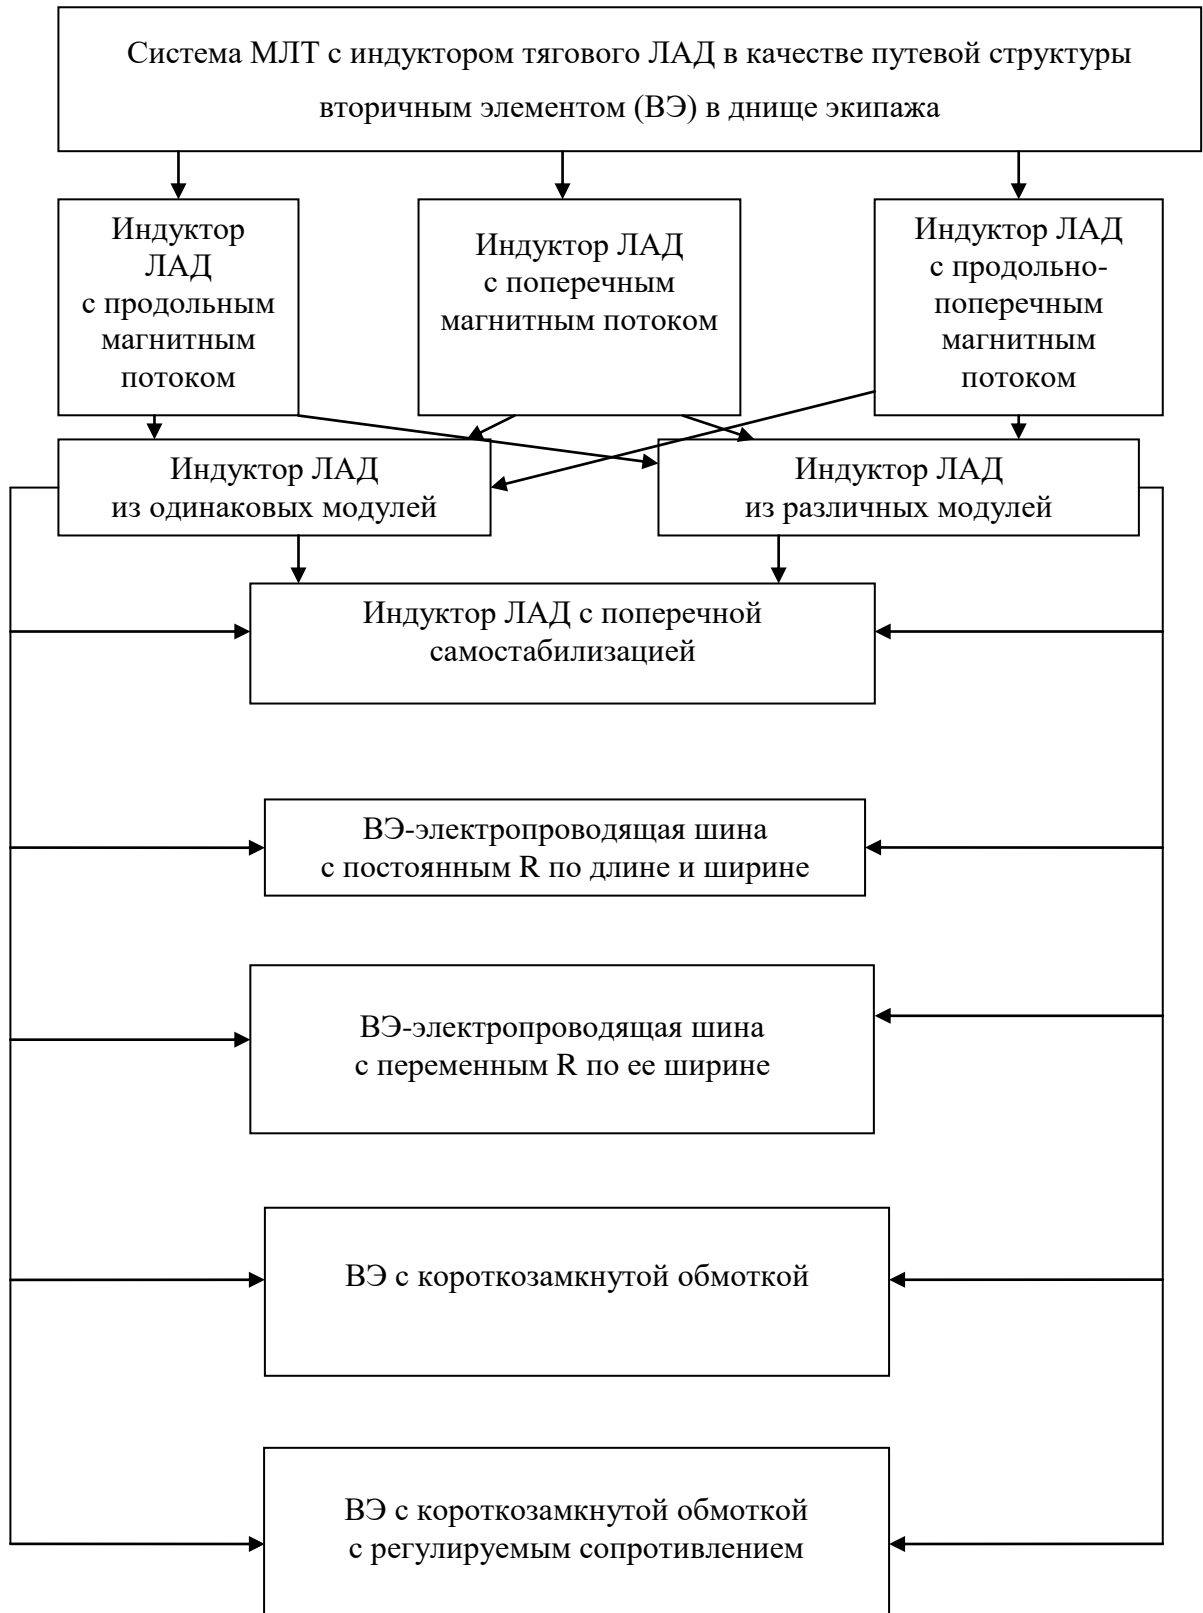 Система МЛТ с индуктором тягового ЛАД в качестве путевой структуры
вторичным элементом (ВЭ) в днище экипажа
Индуктор
ЛАД
с продольным
магнитным
потоком
Индуктор ЛАД
с поперечным
магнитным потоком
Индуктор ЛАД
с продольно-
поперечным
магнитным
потоком
Индуктор ЛАД
из одинаковых модулей
Индуктор ЛАД
из различных модулей
Индуктор ЛАД с поперечной
самостабилизацией
ВЭ-электропроводящая шина
с постоянным R по длине и ширине
ВЭ-электропроводящая шина
с переменным R по ее ширине
ВЭ с короткозамкнутой обмоткой
ВЭ с короткозамкнутой обмоткой
с регулируемым сопротивлением